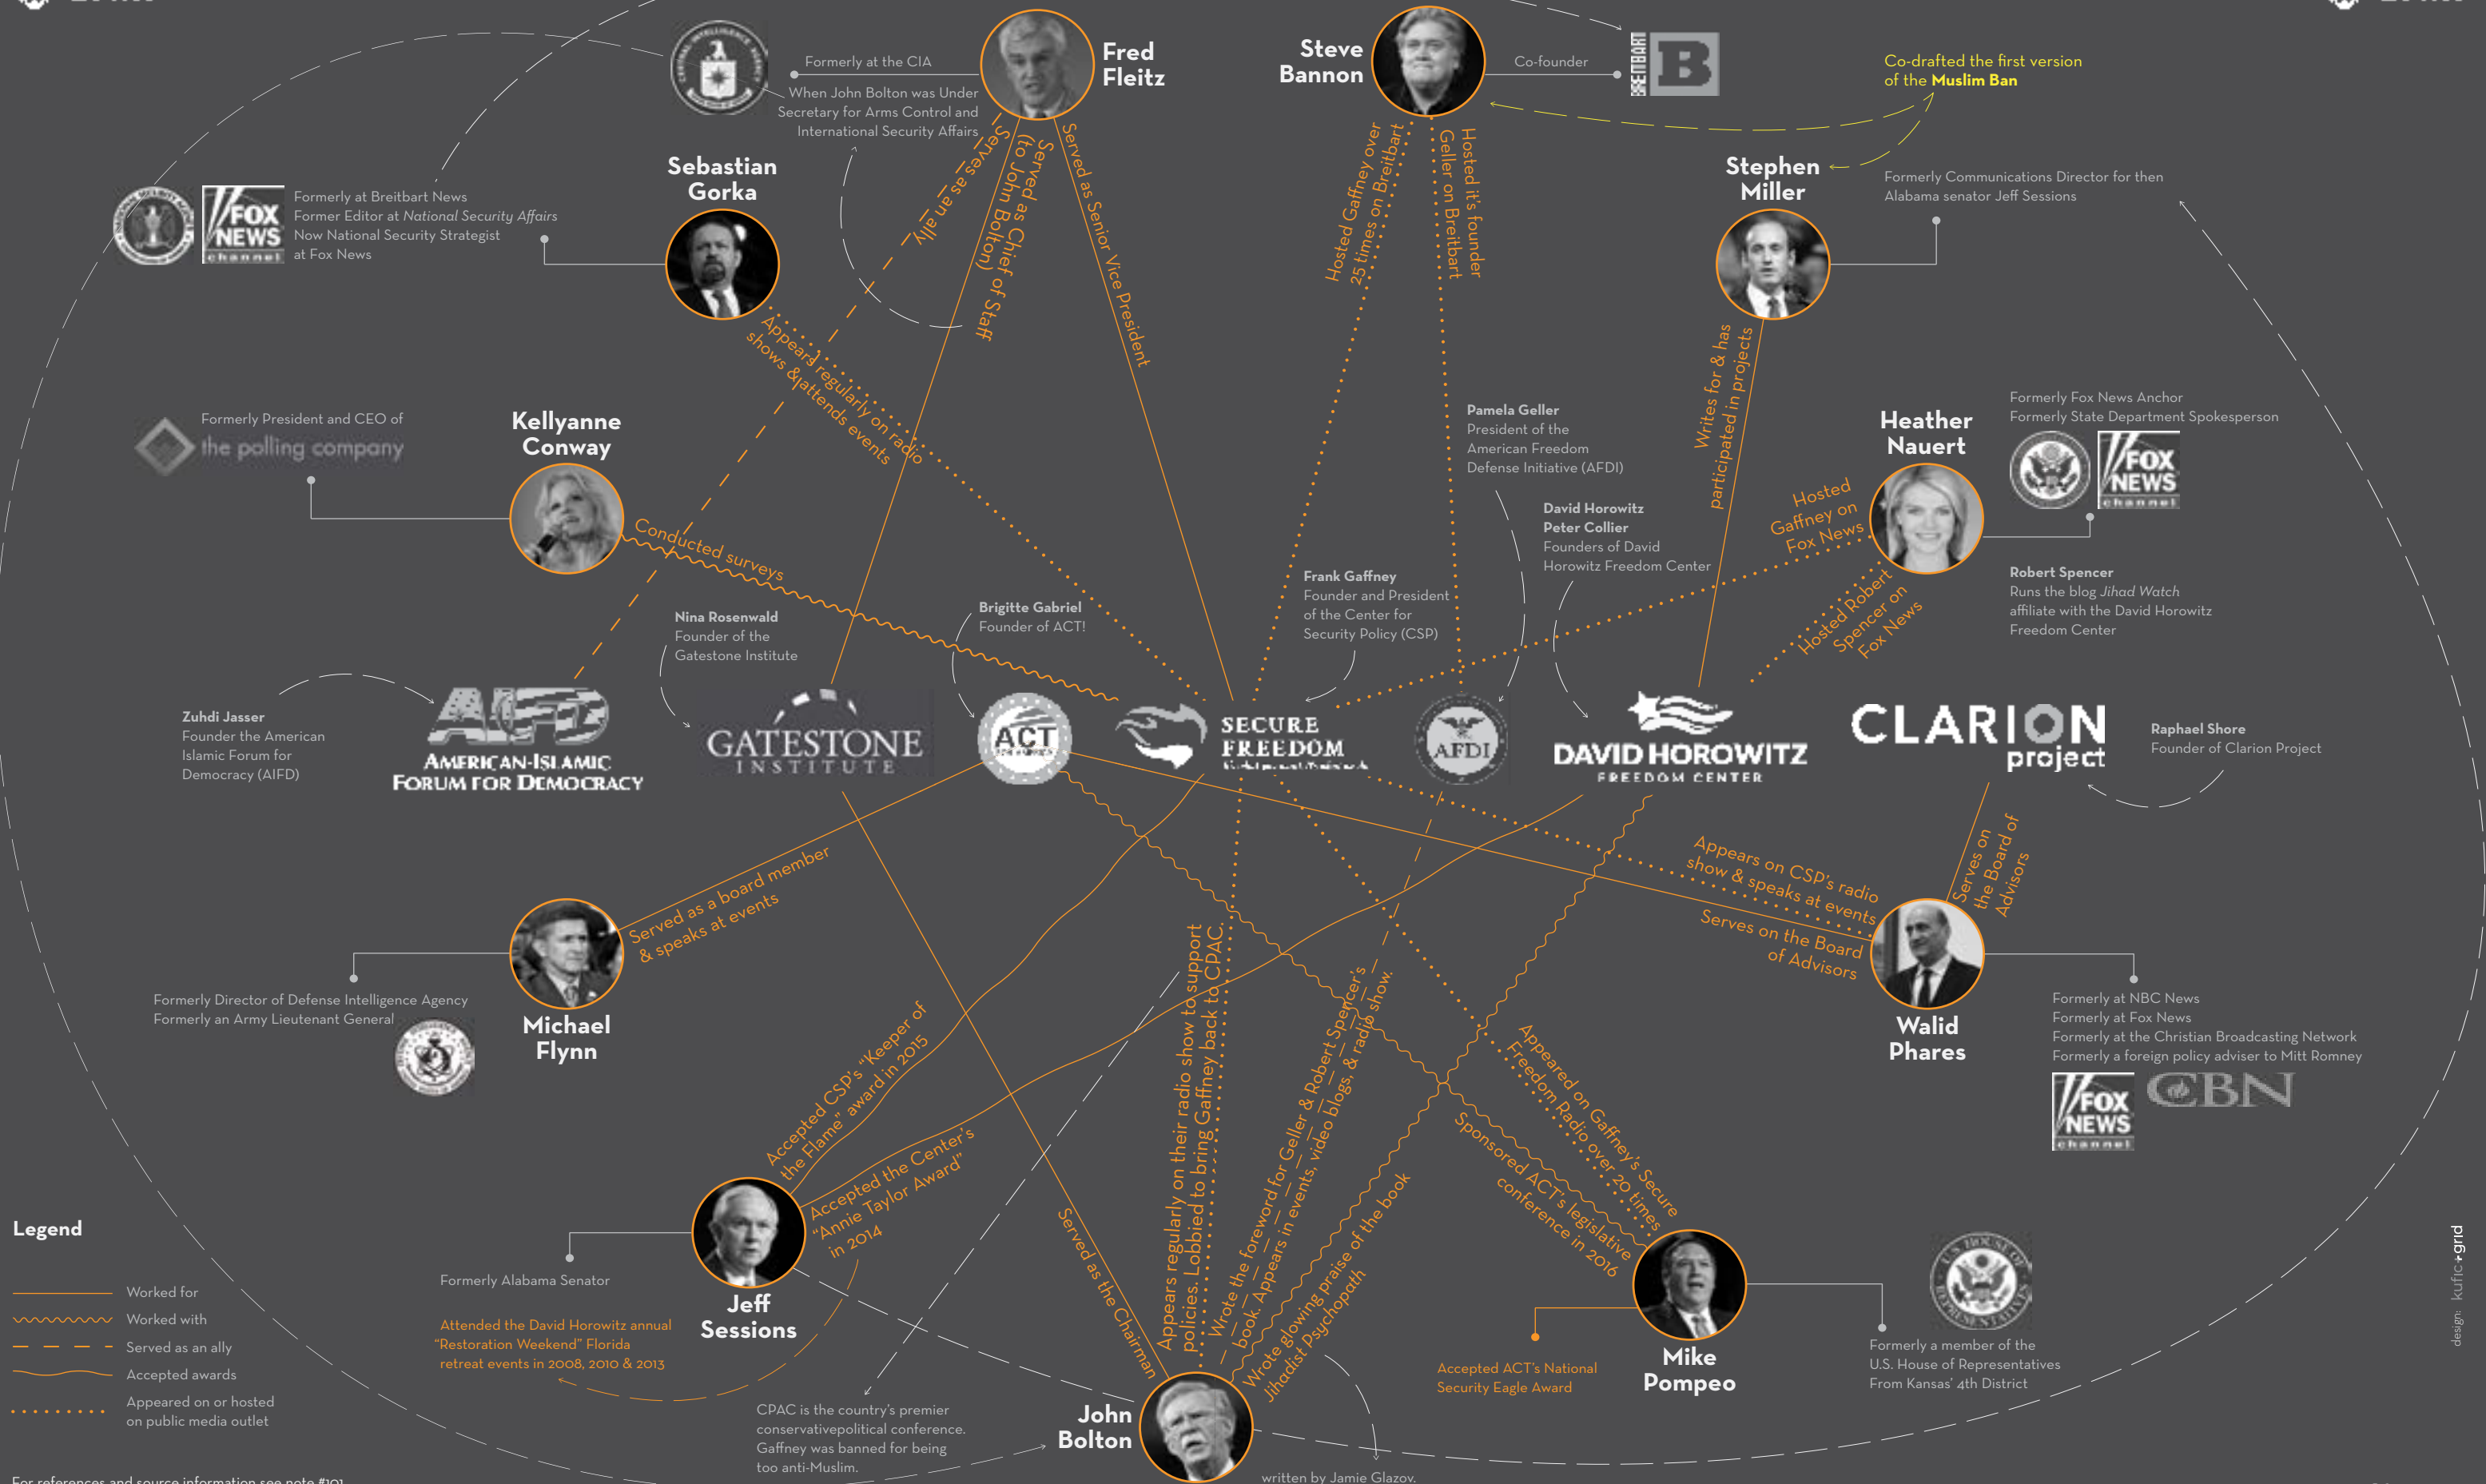 Fred
Fleitz
Formerly at the CIA
When John Bolton was Under
Secretary for Arms Control and
International Security Affairs
Steve
Bannon
Co-founder
BREITBART
B
Co-drafted the first version
of the Muslim Ban
Sebastian
Gorka
FOX
NEWS
channel
Formerly at Breitbart News
Former Editor at National Security Affairs
Now National Security Strategist
at Fox News
Stephen
Miller
Formerly Communications Director for then
Alabama senator Jeff Sessions
Serves as an ally
Served as Chief of Staff
(to John Bolton)
Served as Senior Vice President
Hosted Gaffney over
25 times on Breitbart
Hosted it's founder
Geller on Breitbart
Appears regularly on radio
shows & attends events
Writes for & has
participated in projects
Formerly President and CEO of
the polling company
Kellyanne
Conway
Conducted surveys
Pamela Geller
President of the
American Freedom
Defense Initiative (AFDI)
David Horowitz
Peter Collier
Founders of David
Horowitz Freedom Center
Heather
Nauert
Formerly Fox News Anchor
Formerly State Department Spokesperson
FOX
NEWS
channel
Hosted
Gaffney on
Fox News
Hosted Robert
Spencer on
Fox News
Robert Spencer
Runs the blog Jihad Watch
affiliate with the David Horowitz
Freedom Center
Nina Rosenwald
Founder of the
Gatestone Institute
Brigitte Gabriel
Founder of ACT!
Frank Gaffney
Founder and President
of the Center for
Security Policy (CSP)
Zuhdi Jasser
Founder the American
Islamic Forum for
Democracy (AIFD)
AIFD
AMERICAN-ISLAMIC
FORUM FOR DEMOCRACY
GATESTONE
INSTITUTE
ACT
SECURE
FREEDOM
AFDI
DAVID HOROWITZ
FREEDOM CENTER
CLARION
project
Raphael Shore
Founder of Clarion Project
Served as a board member
& speaks at events
Michael
Flynn
Formerly Director of Defense Intelligence Agency
Formerly an Army Lieutenant General
Appears on CSP's radio
show & speaks at events
Serves on the Board
of Advisors
Serves on
the Board of
Advisors
Walid
Phares
Formerly at NBC News
Formerly at Fox News
Formerly at the Christian Broadcasting Network
Formerly a foreign policy adviser to Mitt Romney
FOX
NEWS
channel
CBN
Accepted CSP's "Keeper of
the Flame" award in 2015
Accepted the Center's
"Annie Taylor Award"
in 2014
Jeff
Sessions
Formerly Alabama Senator
Attended the David Horowitz annual
"Restoration Weekend" Florida
retreat events in 2008, 2010 & 2013
Served as the Chairman
Appears regularly on their radio show to support
policies. Lobbied to bring Gaffney back to CPAC.
Wrote the foreword for Geller & Robert Spencer's
book. Appears in events, video blogs, & radio show.
Wrote glowing praise of the book
Jihadist Psychopath
written by Jamie Glazov.
Sponsored ACT's legislative
conference in 2016
Appeared on Gaffney's Secure
Freedom Radio over 20 times
Mike
Pompeo
Accepted ACT's National
Security Eagle Award
U.S. HOUSE OF
REPRESENTATIVES
Formerly a member of the
U.S. House of Representatives
From Kansas' 4th District
John
Bolton
CPAC is the country's premier
conservativepolitical conference.
Gaffney was banned for being
too anti-Muslim.
Legend
Worked for
Worked with
Served as an ally
Accepted awards
Appeared on or hosted
on public media outlet
For references and source information see note #101
design: kufic+grid